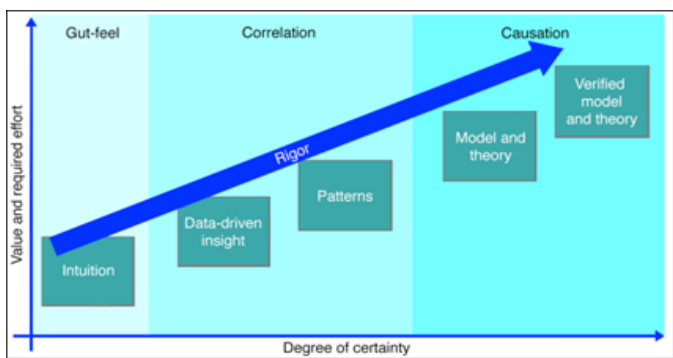 Gut-feel
Correlation
Causation
Verified
model
and theory
Model and
theory
Rigor
Patterns
Data-driven
insight
Intuition
Value and required effort
Degree of certainty